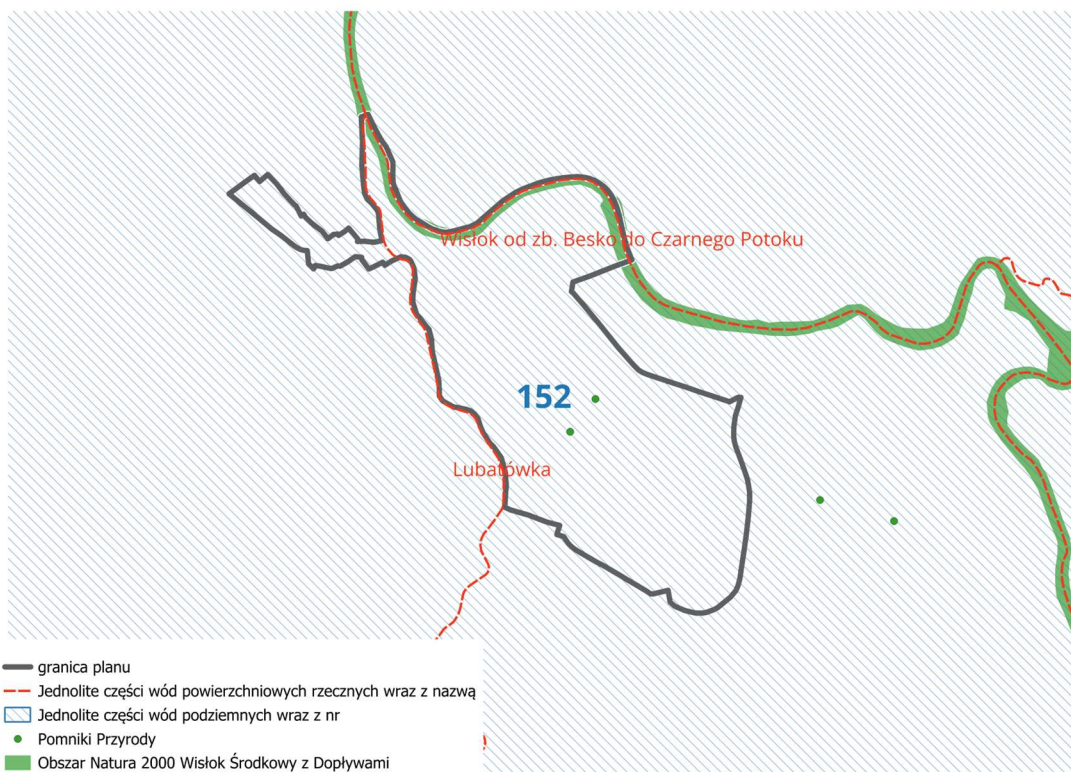 Wisłok od zb. Besko do Czarnego Potoku
152
Lubatówka
granica planu
Jednolite części wód powierzchniowych rzecznych wraz z nazwą
Jednolite części wód podziemnych wraz z nr
Pomniki Przyrody
Obszar Natura 2000 Wisłok Środkowy z Dopływami